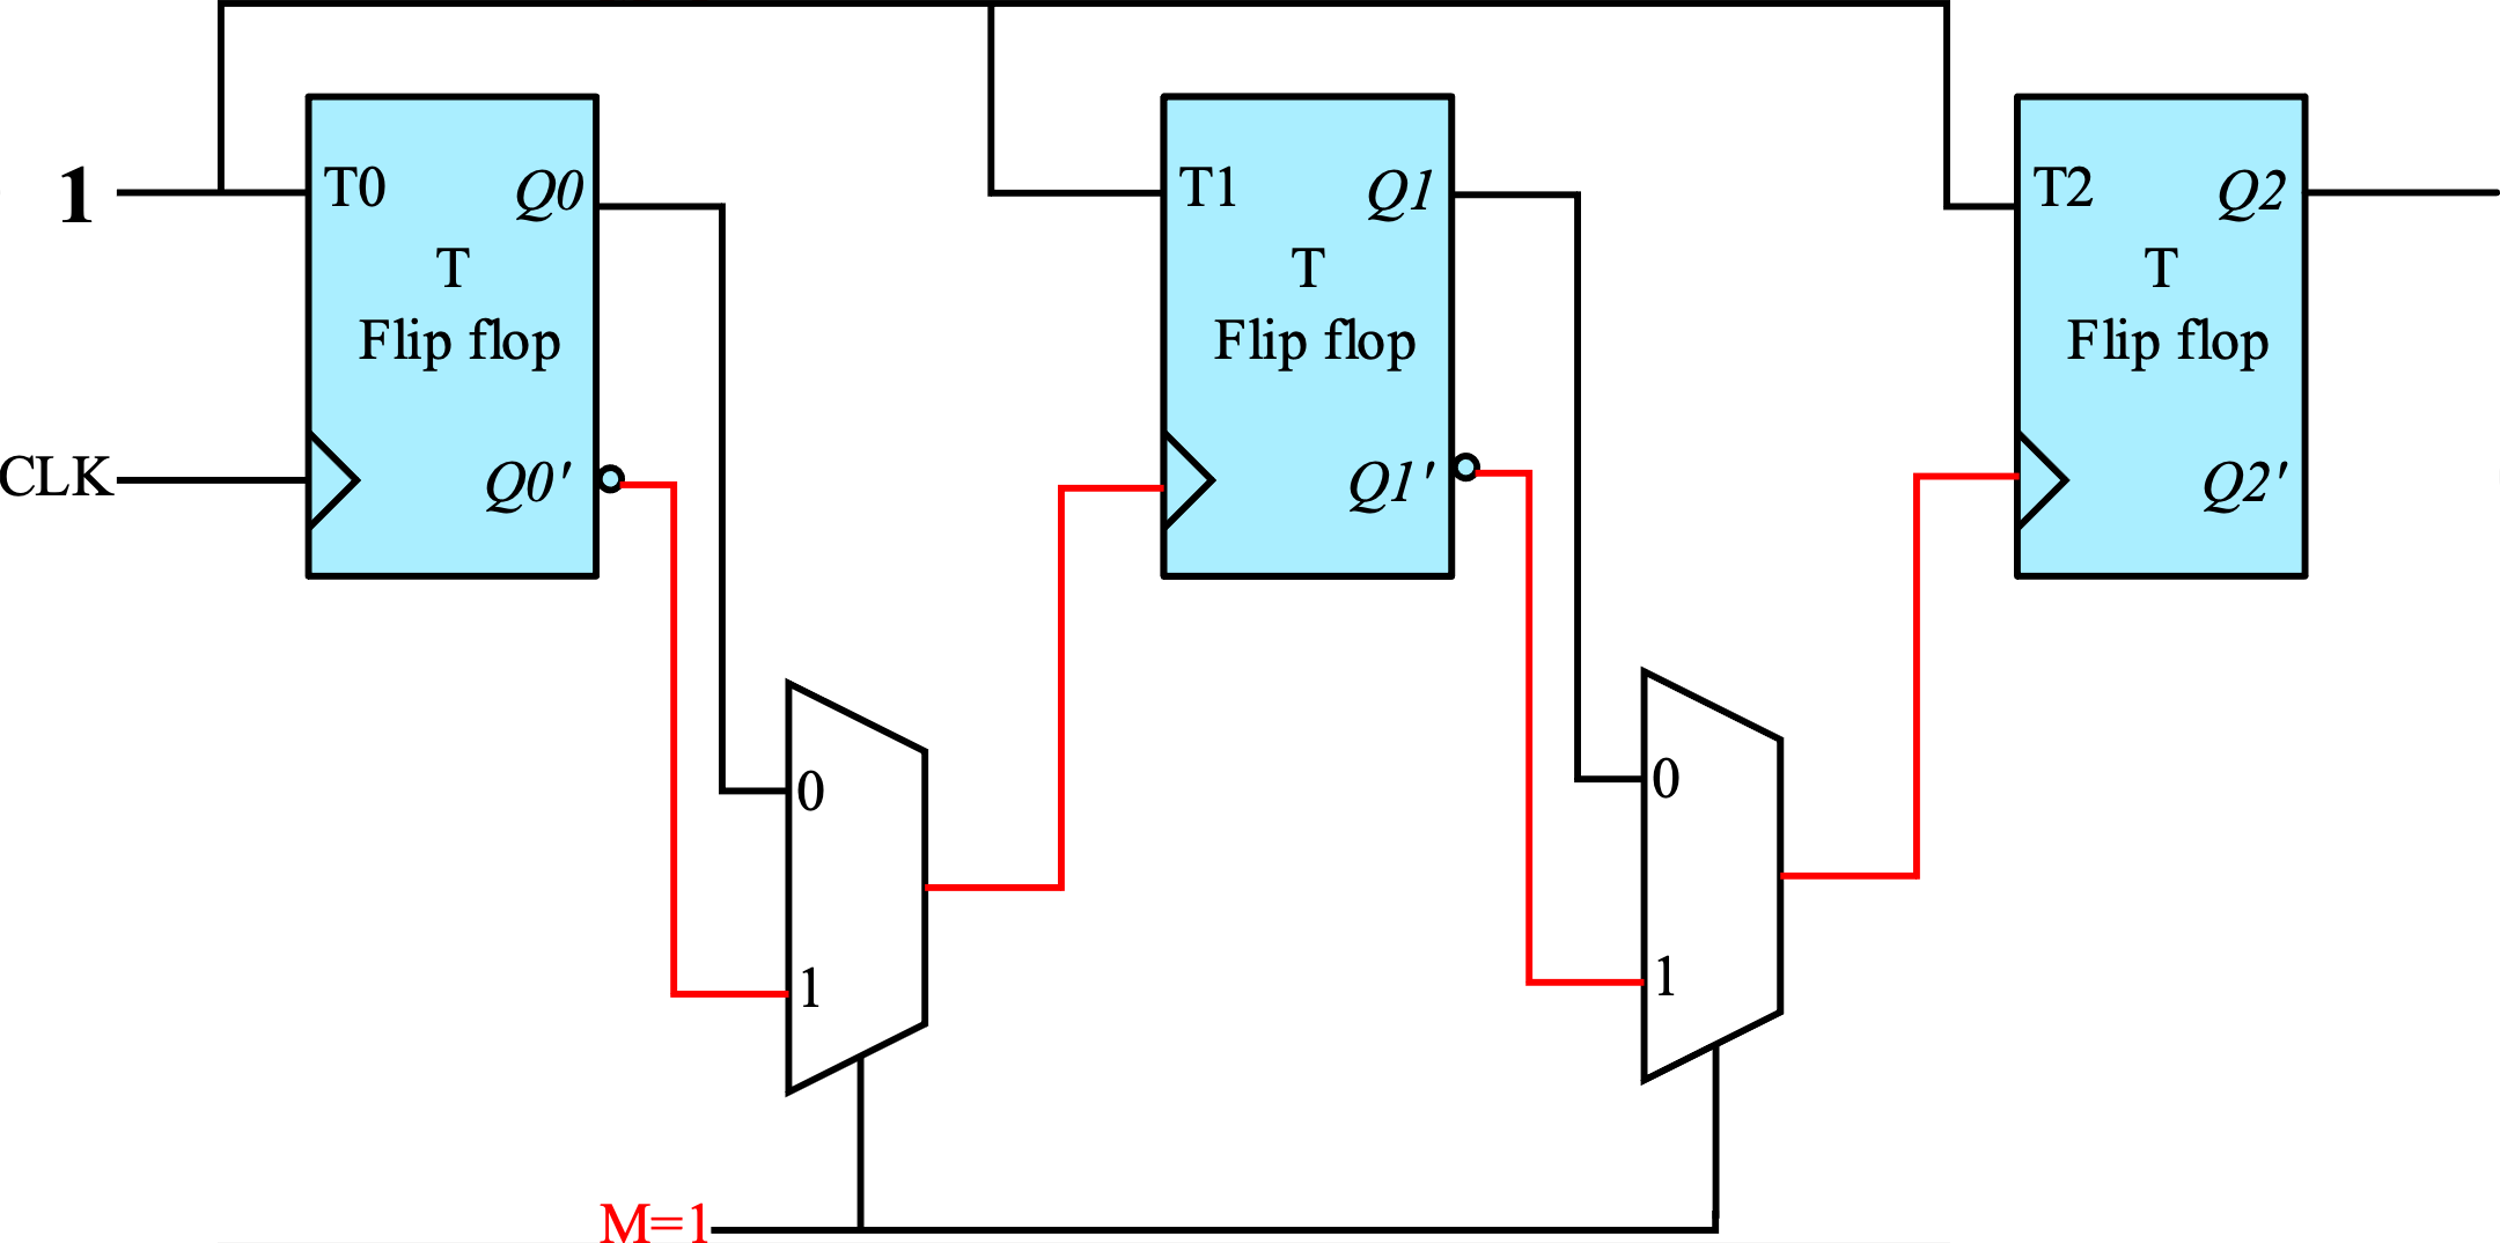 1
T0 Q0
T
Flip flop
CLK
Q0'
T1 Q1
T
Flip flop
Q1'
T2 Q2
T
Flip flop
Q2'
0
1
0
1
M=1